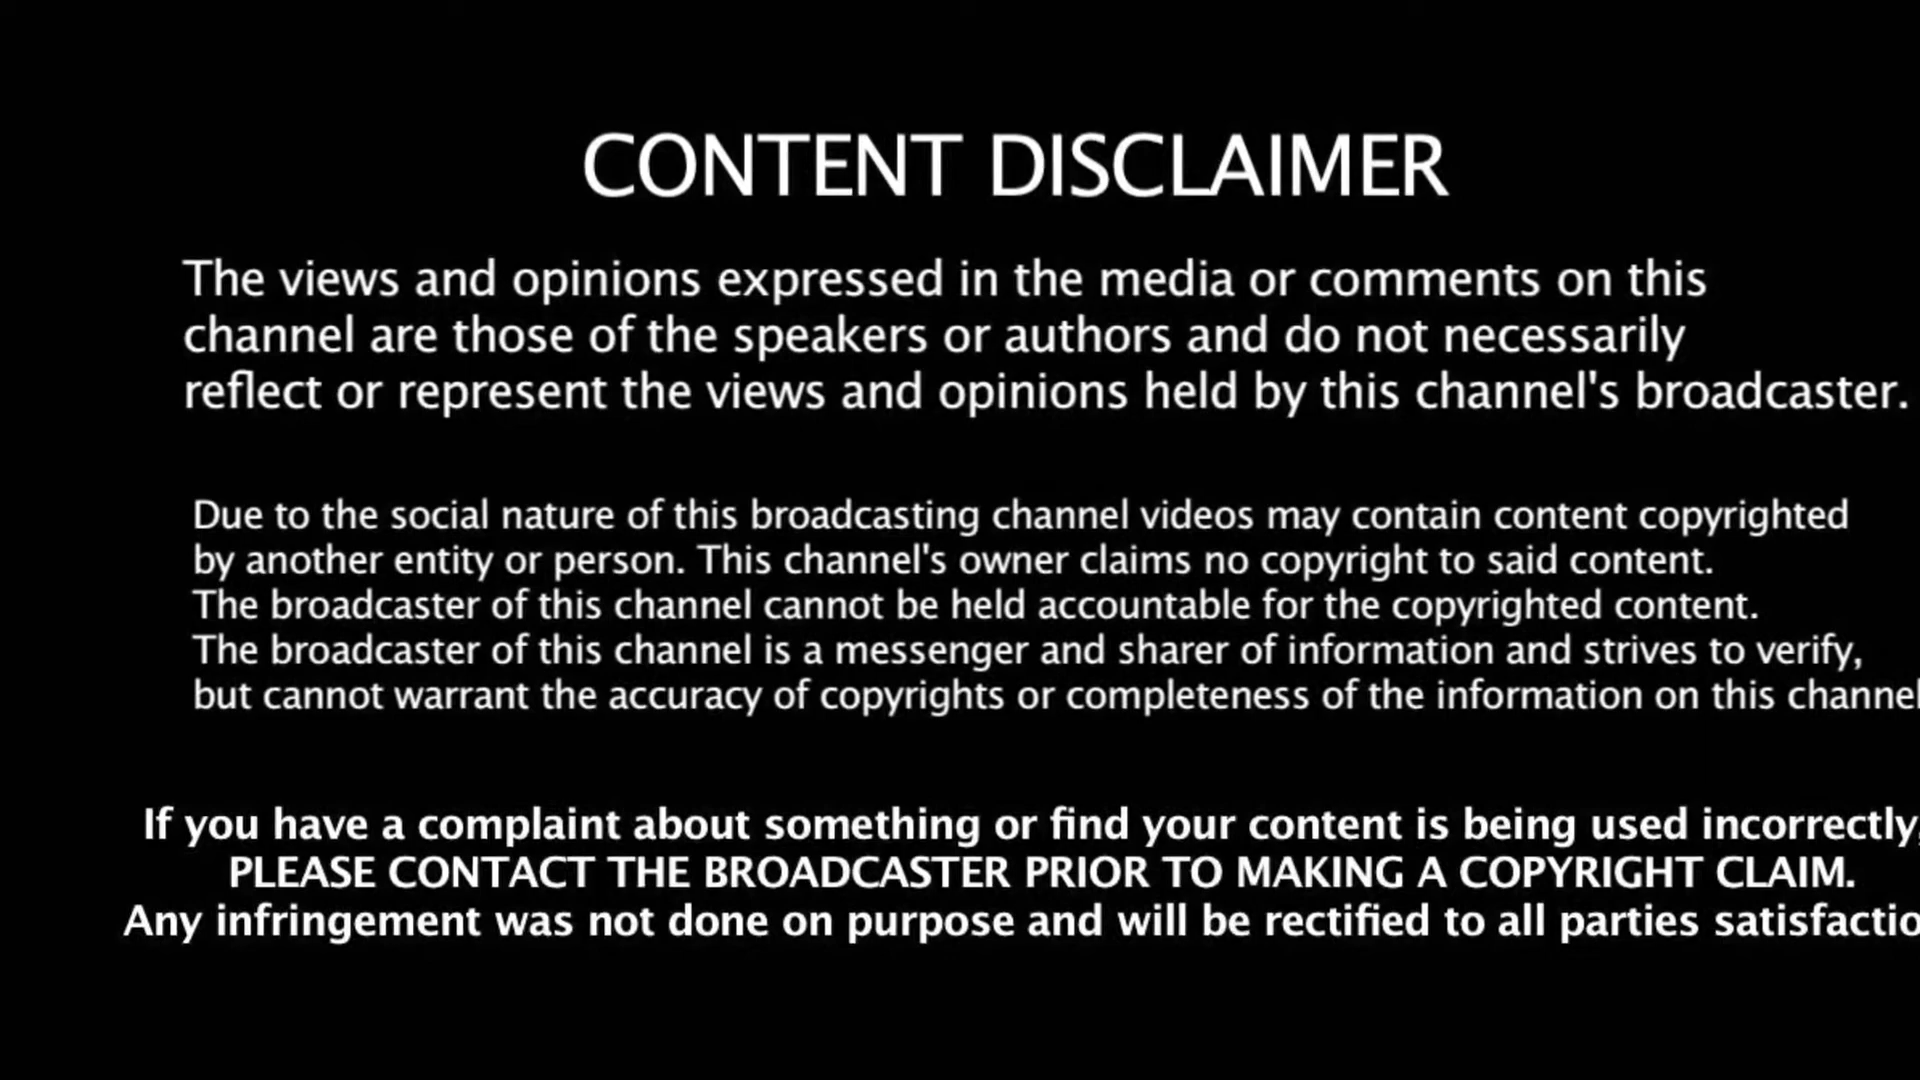 CONTENT DISCLAIMER
The views and opinions expressed in the media or comments on this
channel are those of the speakers or authors and do not necessarily
reflect or represent the views and opinions held by this channel's broadcaster.
Due to the social nature of this broadcasting channel videos may contain content copyrighted
by another entity or person. This channel's owner claims no copyright to said content.
The broadcaster of this channel cannot be held accountable for the copyrighted content.
The broadcaster of this channel is a messenger and sharer of information and strives to verify,
but cannot warrant the accuracy of copyrights or completeness of the information on this channel
If you have a complaint about something or find your content is being used incorrectly,
PLEASE CONTACT THE BROADCASTER PRIOR TO MAKING A COPYRIGHT CLAIM.
Any infringement was not done on purpose and will be rectified to all parties satisfactio